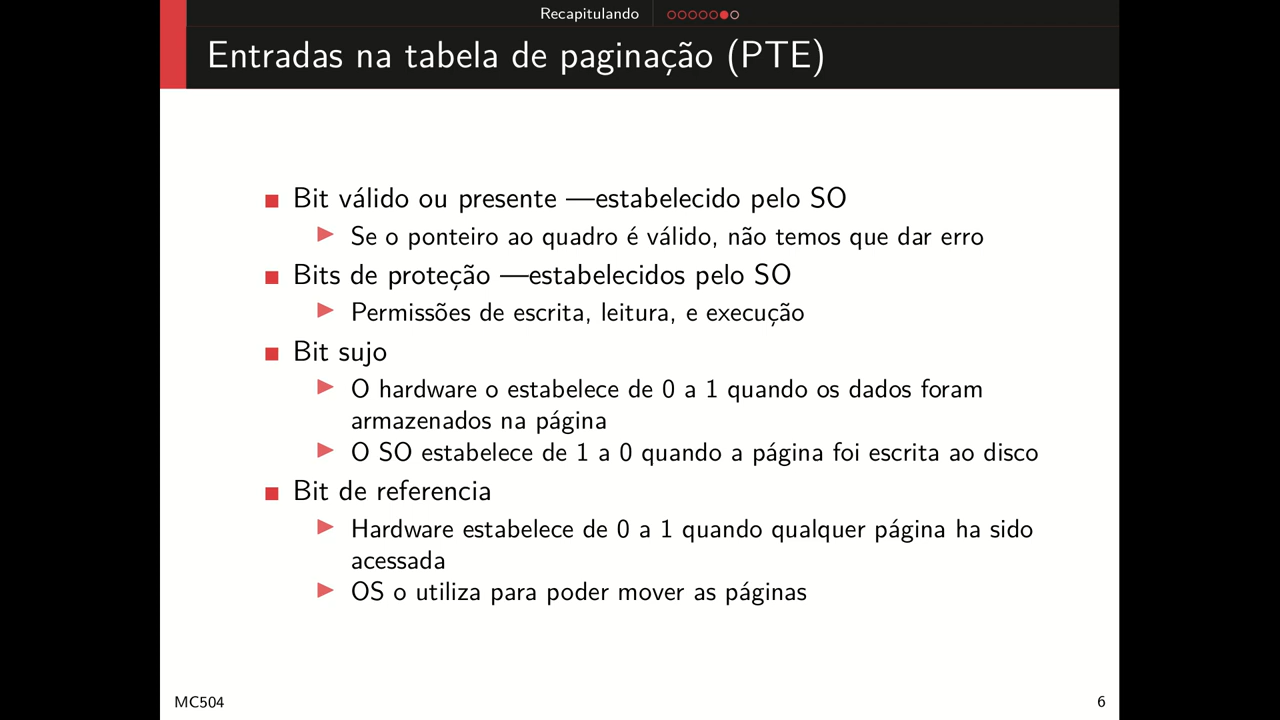 Recapitulando
Entradas na tabela de paginação (PTE)
Bit válido ou presente —estabelecido pelo SO
Se o ponteiro ao quadro é válido, não temos que dar erro
Bits de proteção —estabelecidos pelo SO
Permissões de escrita, leitura, e execução
Bit sujo
O hardware o estabelece de 0 a 1 quando os dados foram
armazenados na página
O SO estabelece de 1 a 0 quando a página foi escrita ao disco
Bit de referencia
Hardware estabelece de 0 a 1 quando qualquer página ha sido
acessada
OS o utiliza para poder mover as páginas
MC504
6